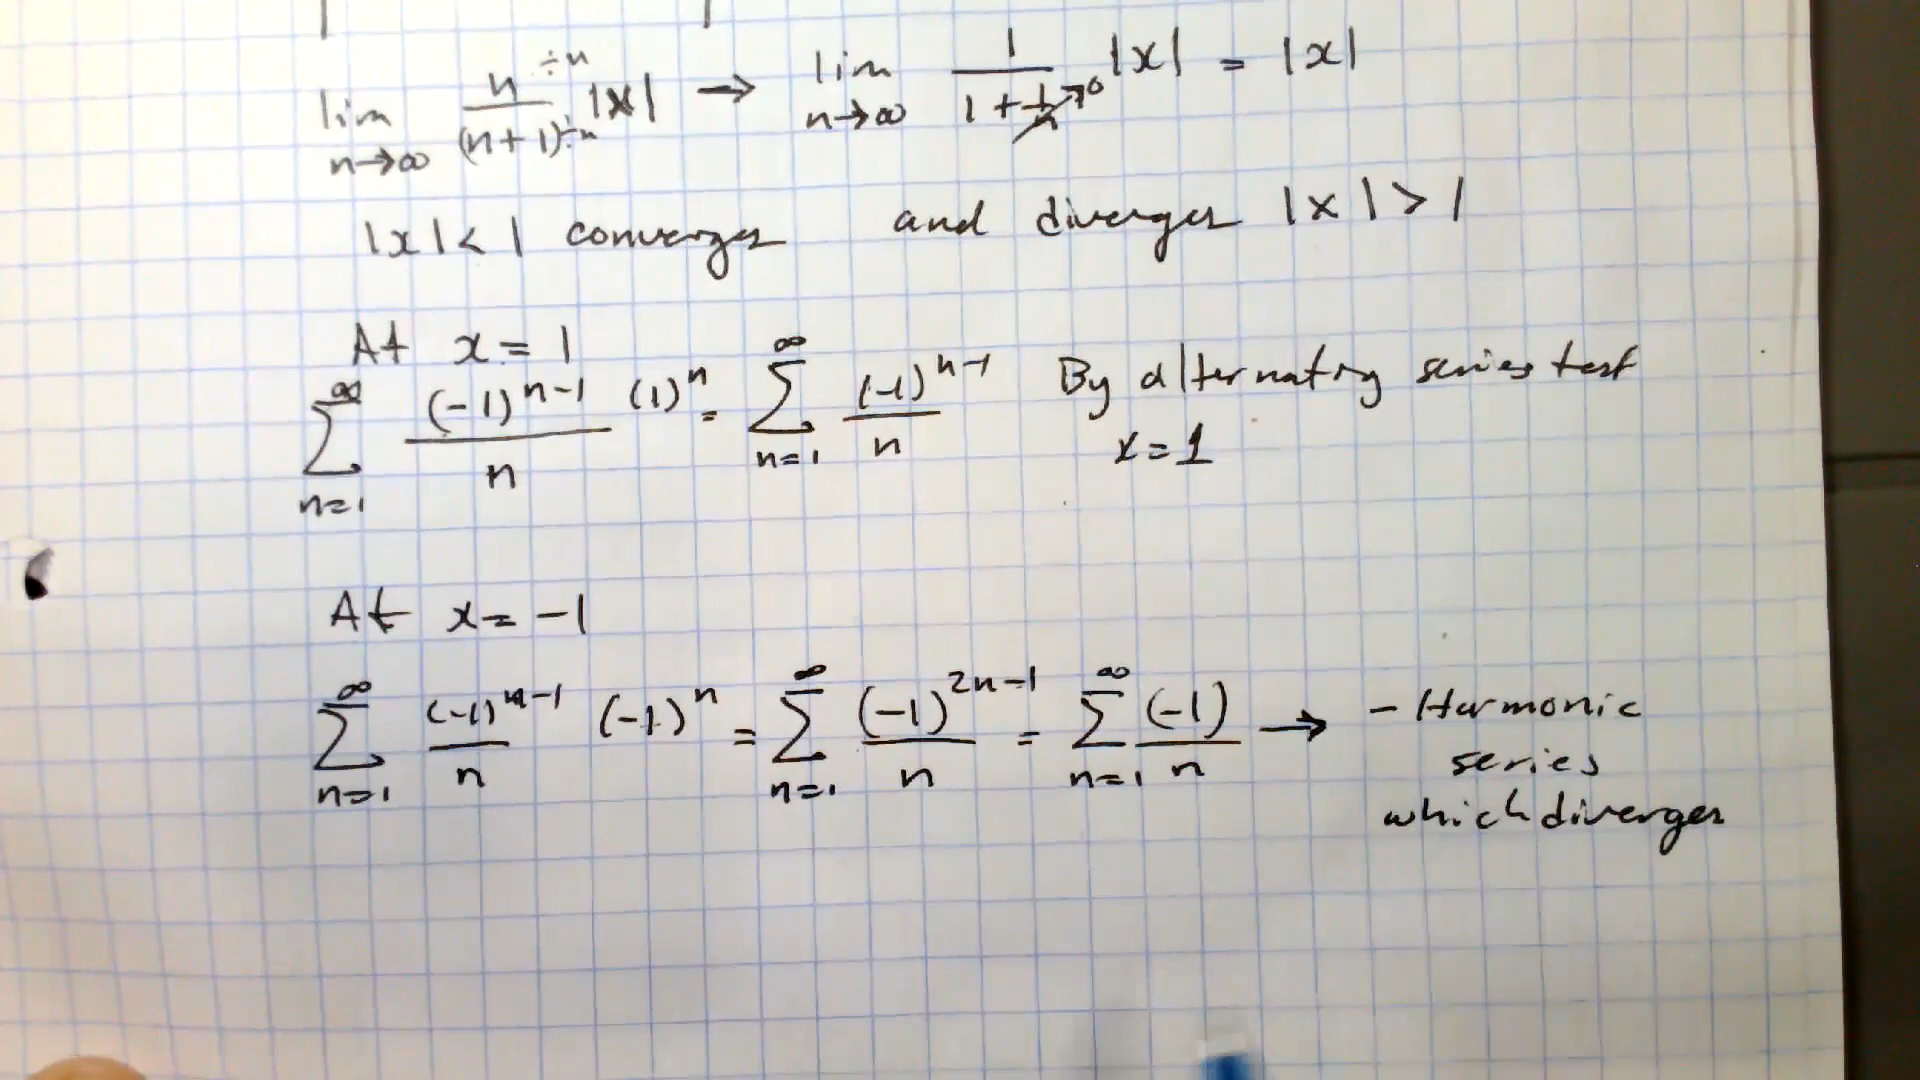 lim n→∞ n ÷n / (n+1) ÷n |x| → lim n→∞ 1 / (1 + 1/n →0) |x| = |x|
|x| < 1 converges and diverges |x| > 1
At x = 1
∞ ∑ n=1 (-1)^n-1 / n (1)^n = ∞ ∑ n=1 (-1)^n-1 / n By alternating series test
x = 1
At x = -1
∞ ∑ n=1 (-1)^n-1 / n (-1)^n = ∞ ∑ n=1 (-1)^2n-1 / n = ∞ ∑ n=1 (-1) / n → - Harmonic
series
which diverges